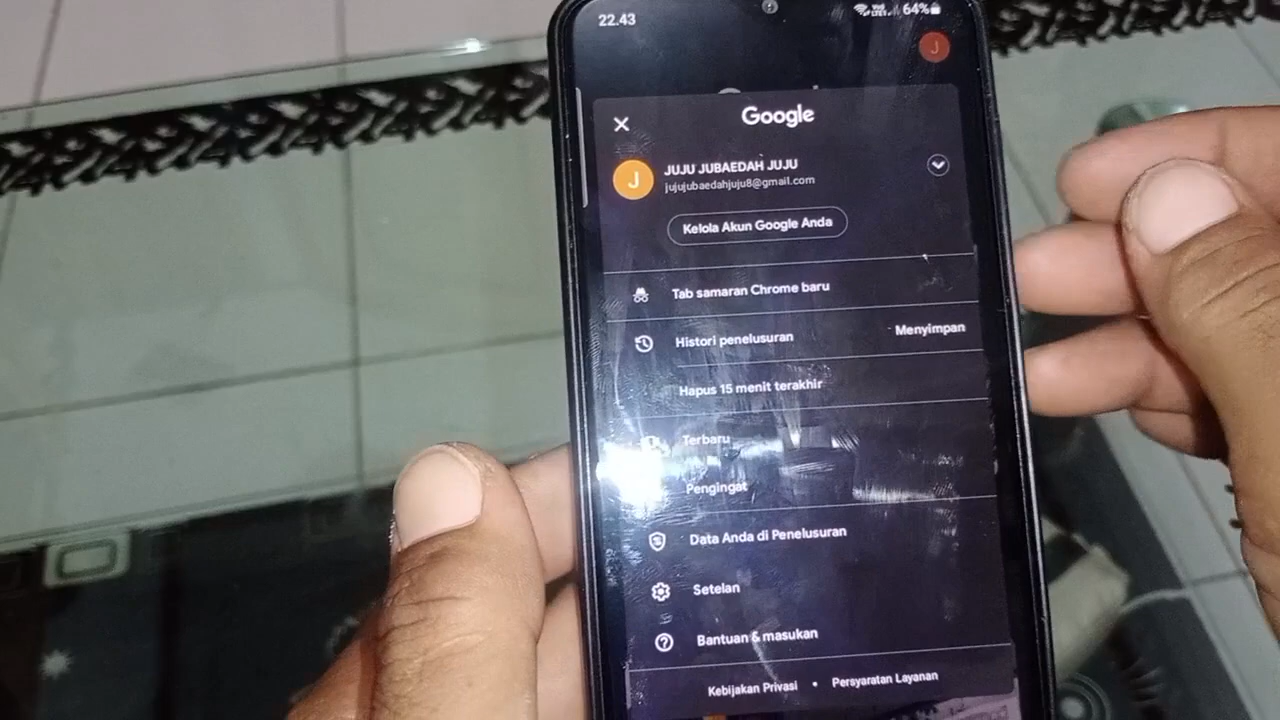 22.43
64%
J
Google
J
JUJU JUBAEDAH JUJU
jujujubaedahjuju8@gmail.com
Kelola Akun Google Anda
Tab samaran Chrome baru
Histori penelusuran
Menyimpan
Hapus 15 menit terakhir
Terbaru
Pengingat
Data Anda di Penelusuran
Setelan
Bantuan & masukan
Kebijakan Privasi • Persyaratan Layanan